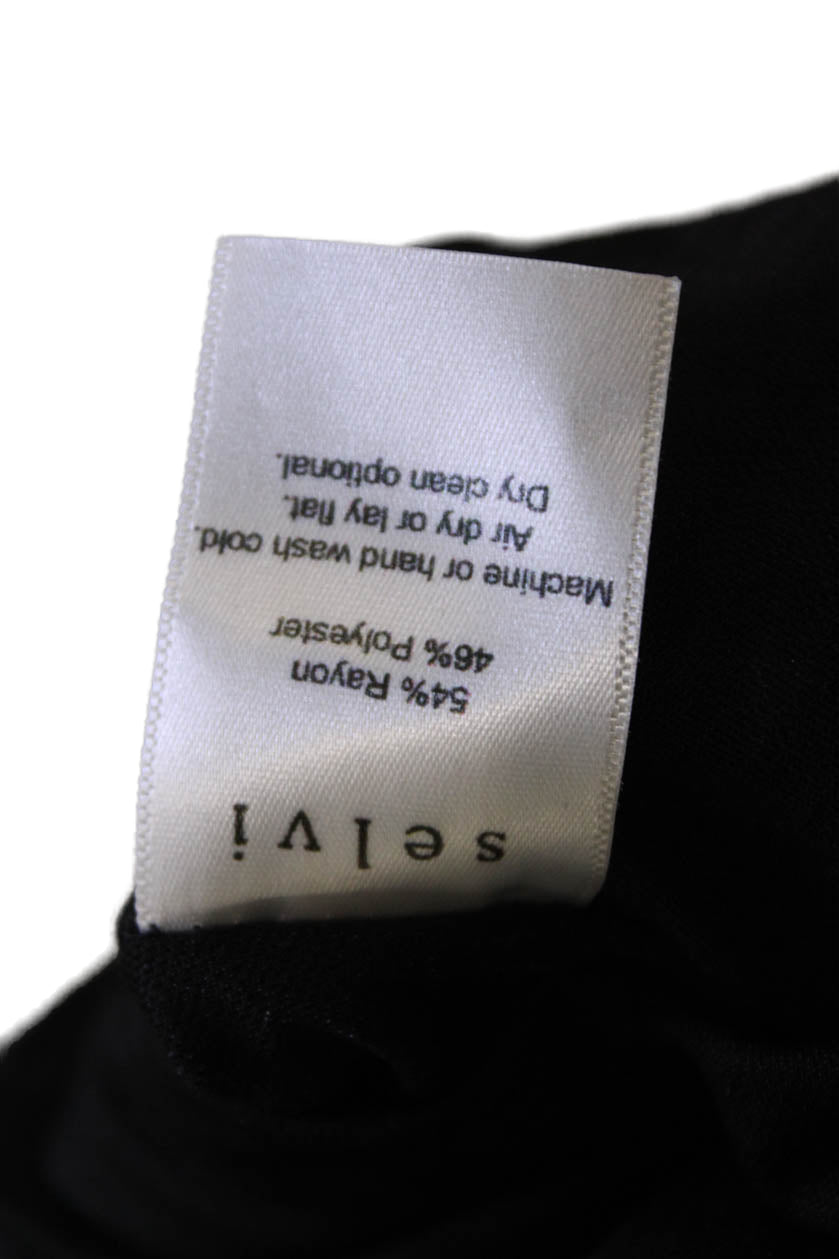 selvi
54% Rayon
46% Polyester
Machine or hand wash cold.
Air dry or lay flat.
Dry clean optional.